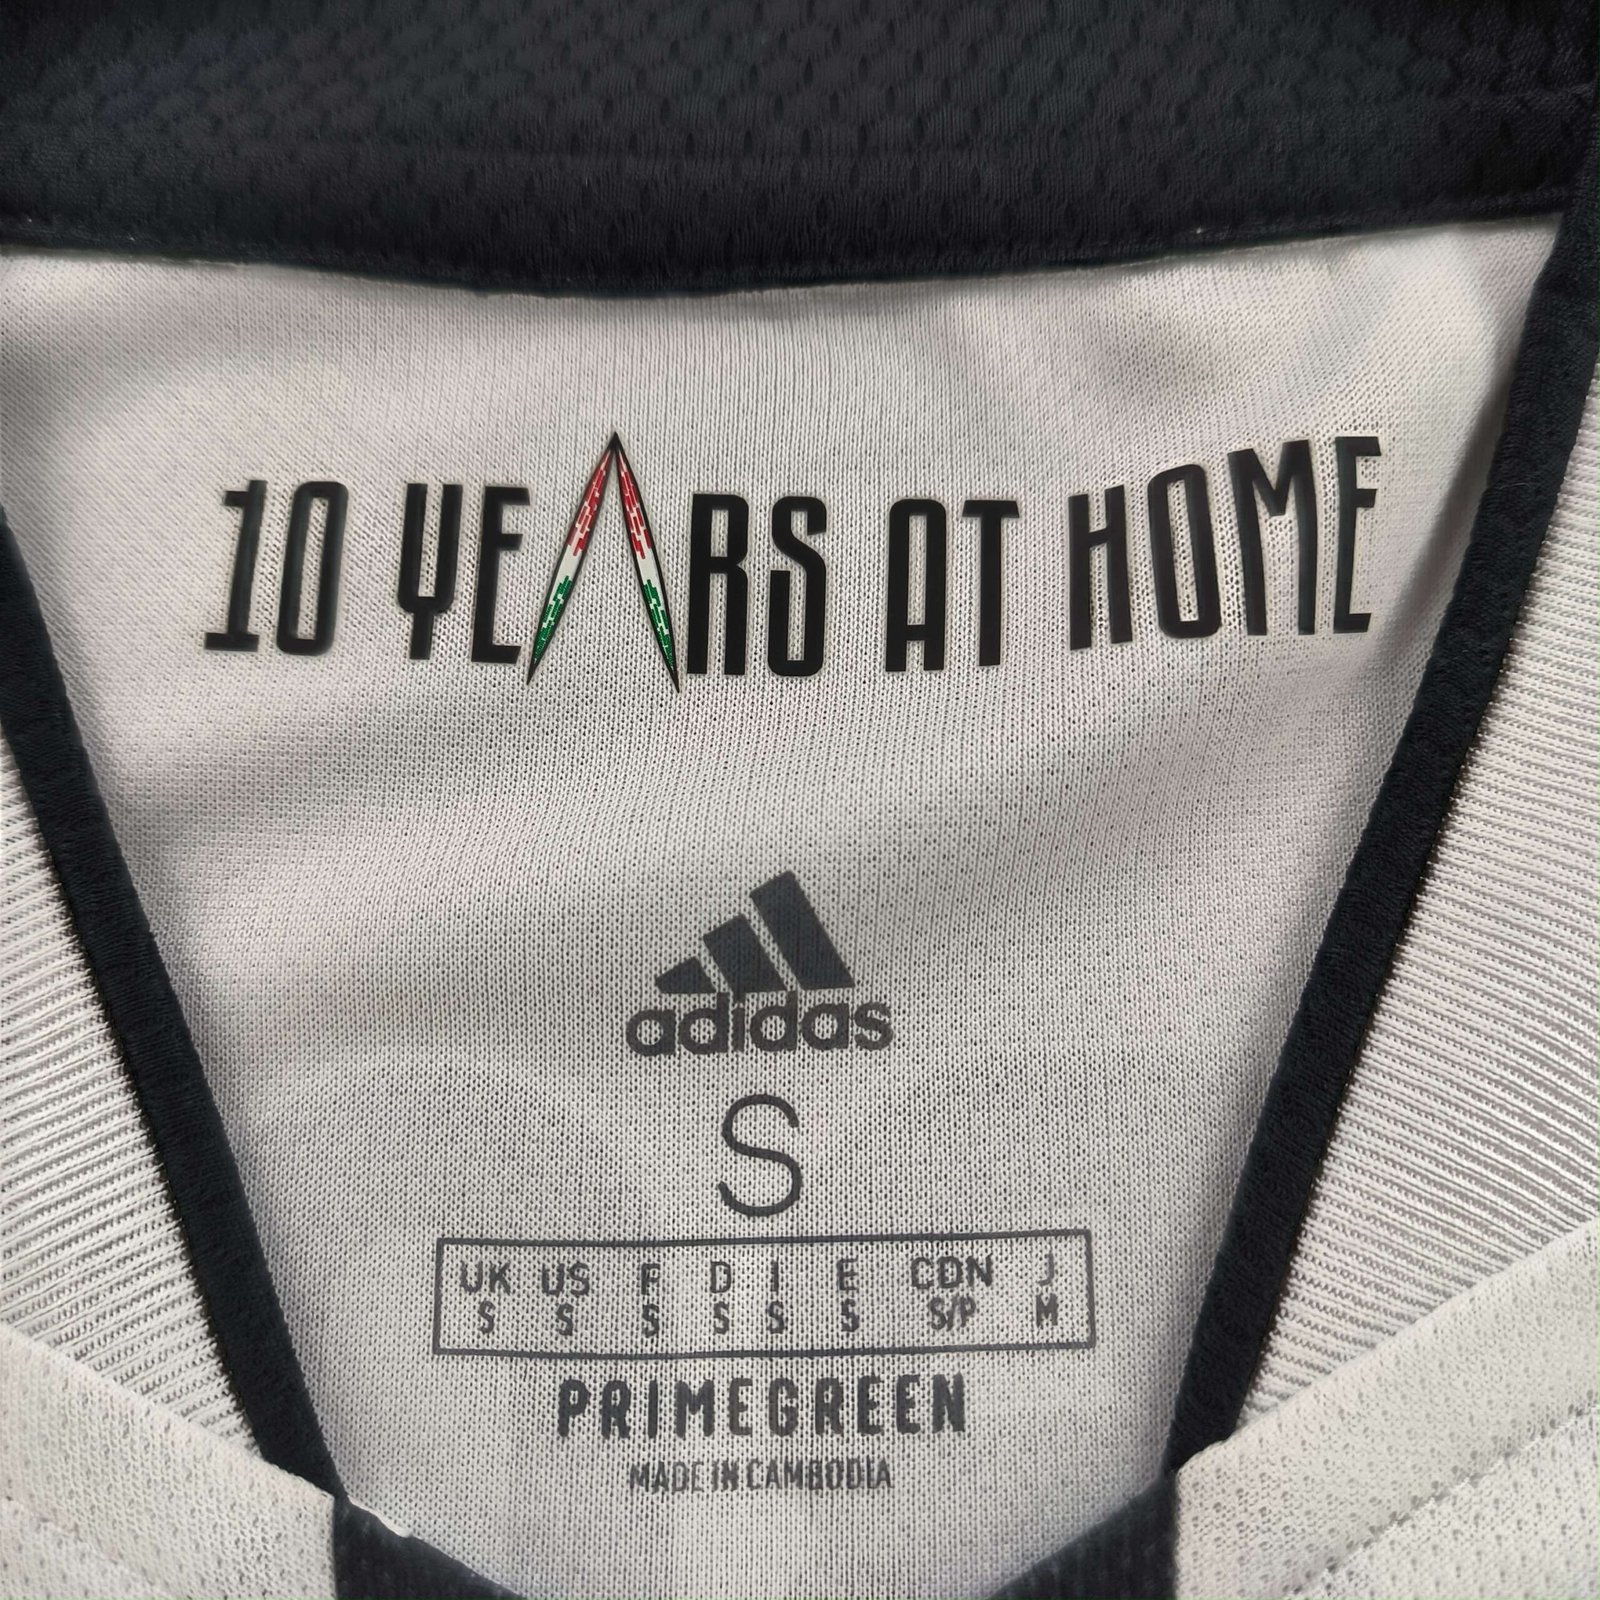 10 YEARS AT HOME
adidas
S
UK US F D I E CDN J
S S S S S S S/P M
PRIMEGREEN
MADE IN CAMBODIA